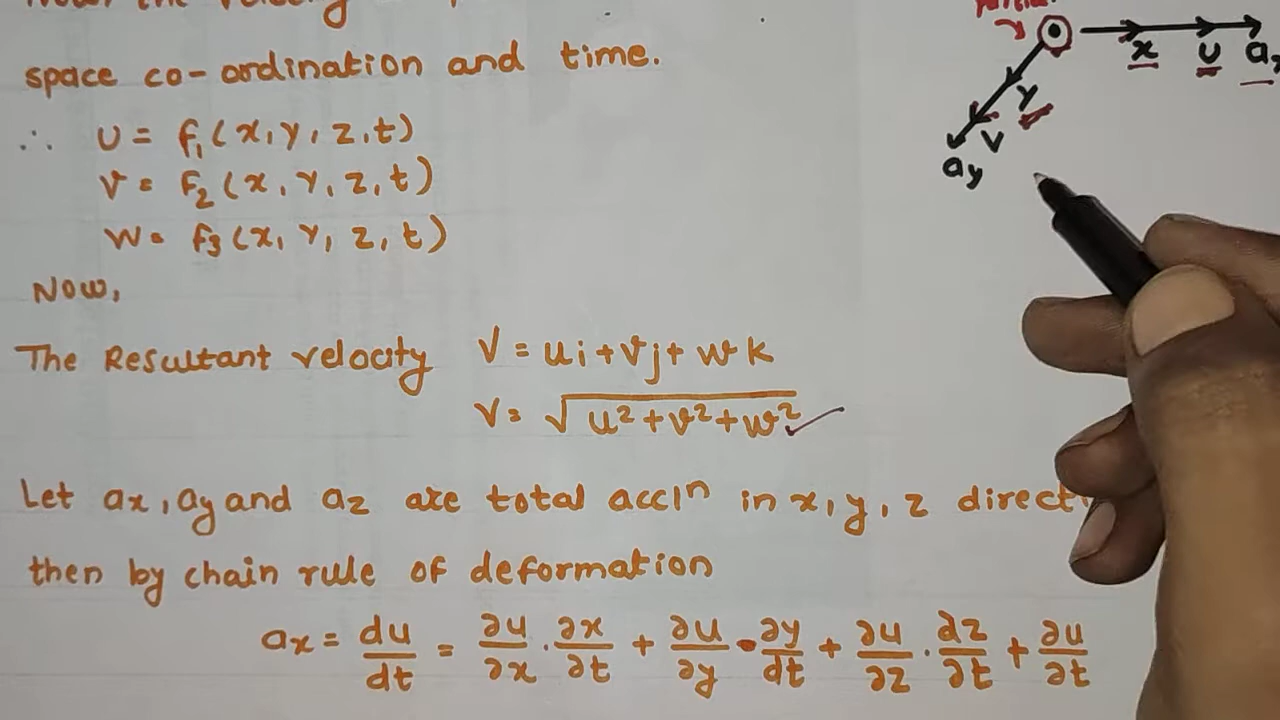 space co-ordination and time.
∴ u = f₁(x, y, z, t)
v = f₂(x, y, z, t)
w = f₃(x, y, z, t)
Now,
The Resultant velocity V = ui + vj + wk
V = √(u² + v² + w²)
Let ax, ay and az are total acclⁿ in x, y, z
then by chain rule of deformation
ax = du/dt = ∂u/∂x · ∂x/∂t + ∂u/∂y · ∂y/dt + ∂u/∂z · ∂z/∂t + ∂u/∂t
x u
y
v
ay